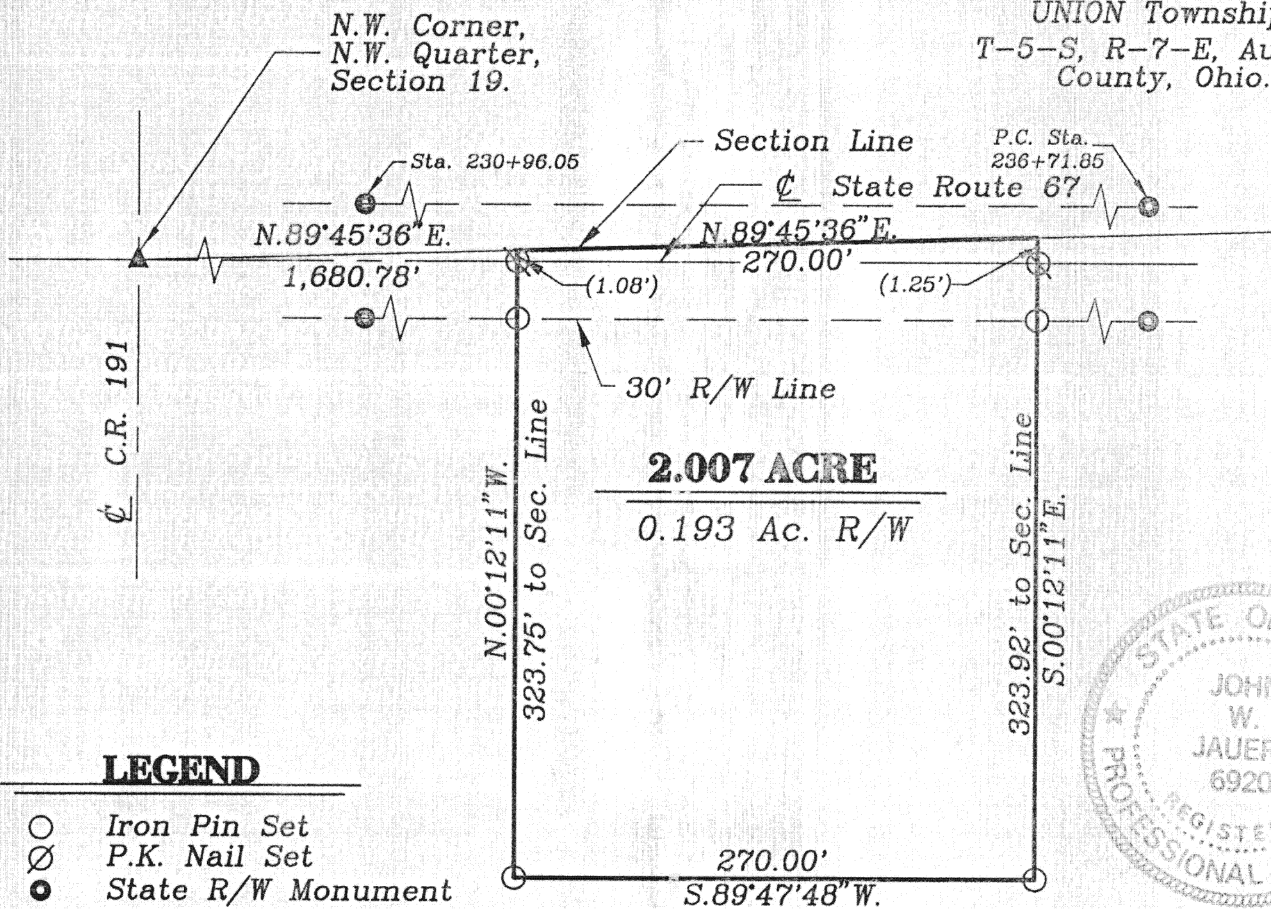 N.W. Corner,
N.W. Quarter,
Section 19.
UNION Township
T-5-S, R-7-E, Au
County, Ohio.
Sta. 230+96.05
Section Line
P.C. Sta.
236+71.85
℄ State Route 67
N.89°45'36"E.
1,680.78'
N.89°45'36"E.
270.00'
(1.08')
(1.25')
30' R/W Line
℄ C.R. 191
N.00°12'11"W.
323.75' to Sec. Line
2.007 ACRE
0.193 Ac. R/W
323.92' to Sec. Line
S.00°12'11"E.
270.00'
S.89°47'48"W.
LEGEND
Iron Pin Set
P.K. Nail Set
State R/W Monument
STATE O
JOHN
W.
JAUER
6920
REGISTE
PROFESSIONAL